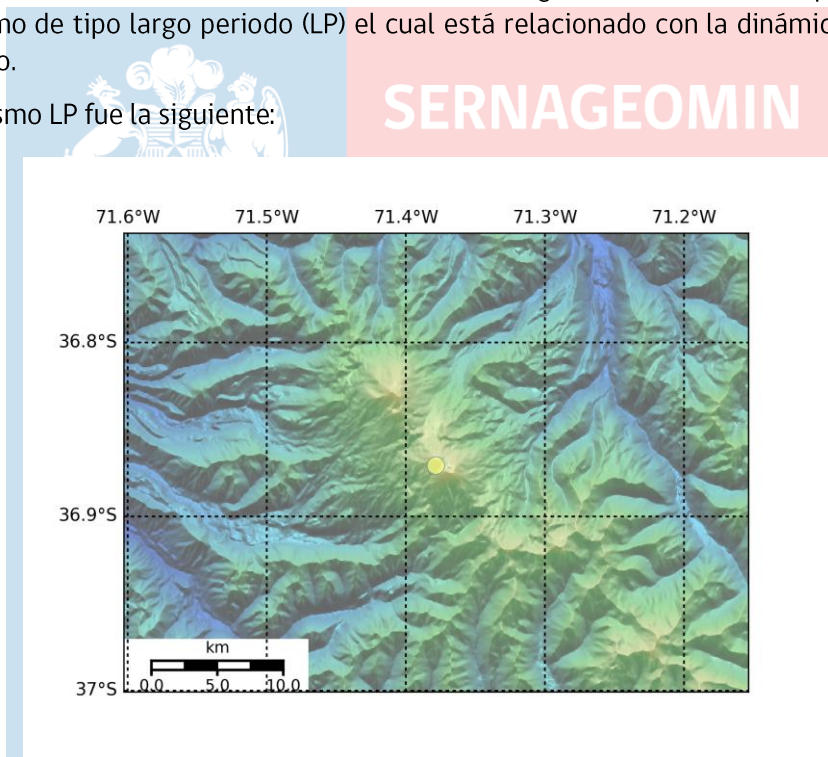 mo de tipo largo periodo (LP) el cual está relacionado con la dinámic
o.
SERNAGEOMIN
smo LP fue la siguiente:
71.6°W 71.5°W 71.4°W 71.3°W 71.2°W
36.8°S
36.9°S
37°S
km
0.0 5.0 10.0